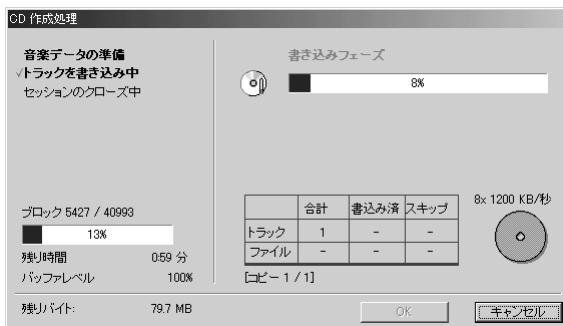 CD 作成処理
音楽データの準備
√トラックを書き込み中
セッションのクローズ中
書き込みフェーズ
8%
ブロック 5427 / 40993
13%
残り時間 0:59 分
バッファレベル 100%
合計 書込み済 スキップ
トラック 1 - -
ファイル - - -
[コピー 1 / 1]
8x 1200 KB/秒
残りバイト: 79.7 MB
OK キャンセル